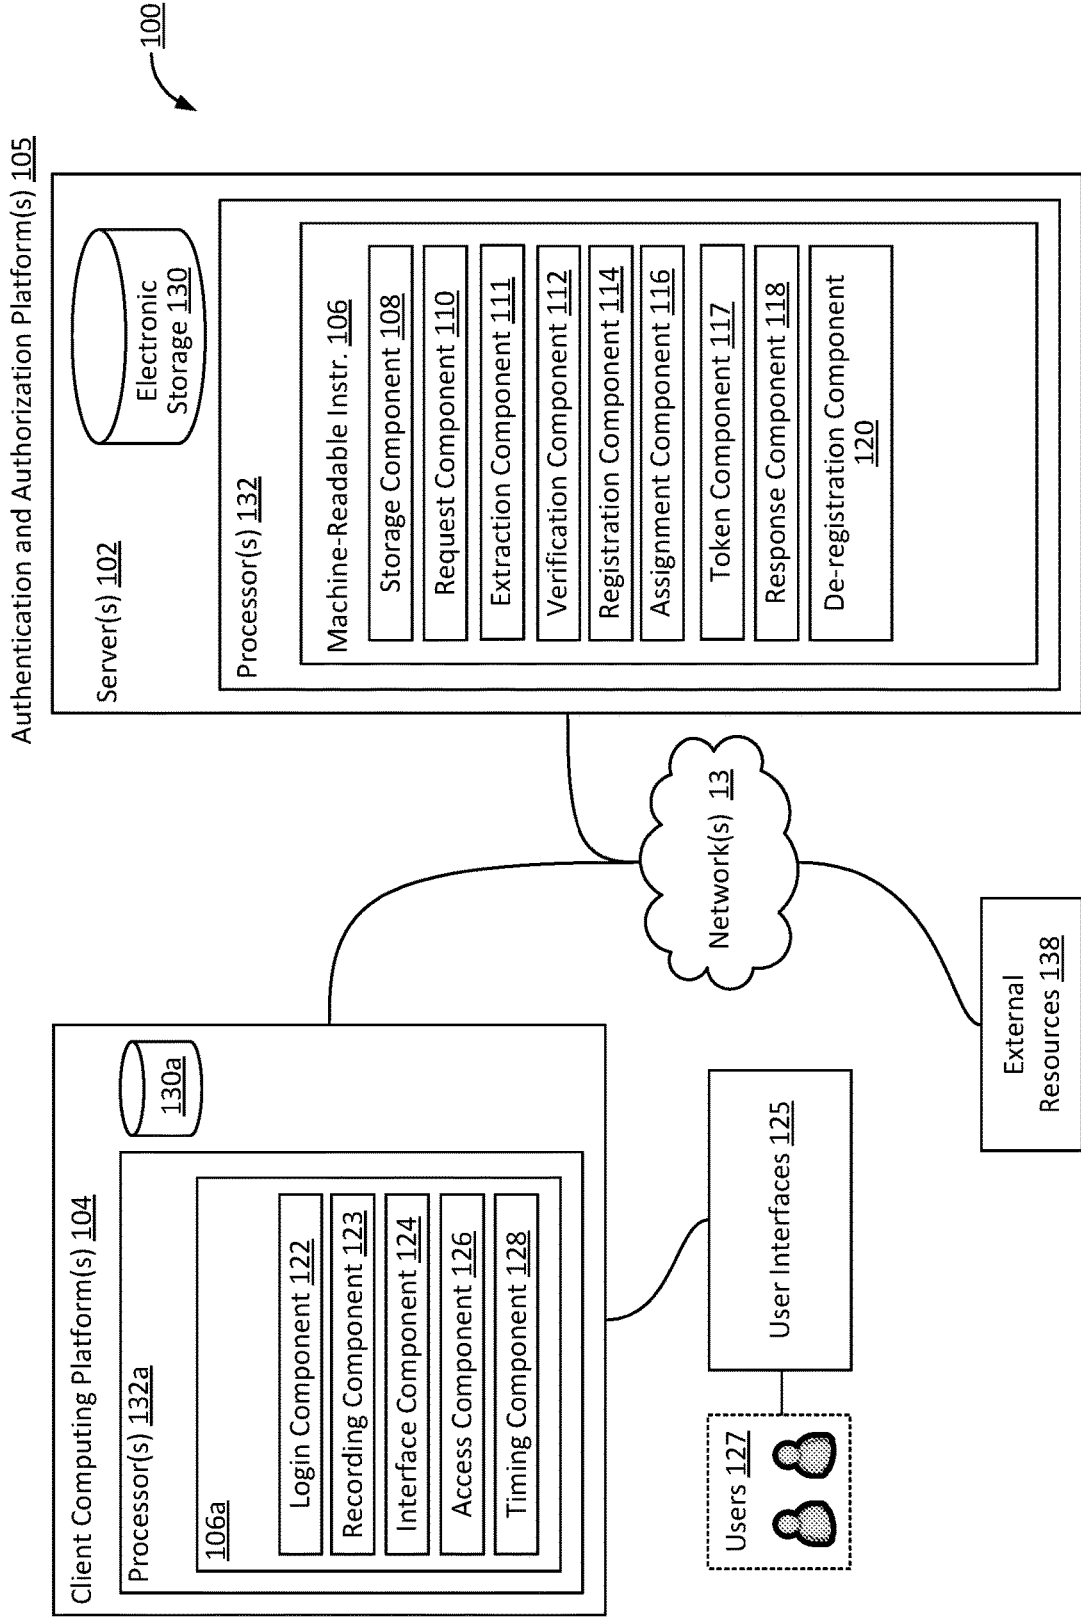 100
Authentication and Authorization Platform(s) 105
Server(s) 102
Electronic
Storage 130
Processor(s) 132
Machine-Readable Instr. 106
Storage Component 108
Request Component 110
Extraction Component 111
Verification Component 112
Registration Component 114
Assignment Component 116
Token Component 117
Response Component 118
De-registration Component
120
Client Computing Platform(s) 104
130a
Processor(s) 132a
106a
Login Component 122
Recording Component 123
Interface Component 124
Access Component 126
Timing Component 128
Network(s) 13
Users 127
User Interfaces 125
External
Resources 138